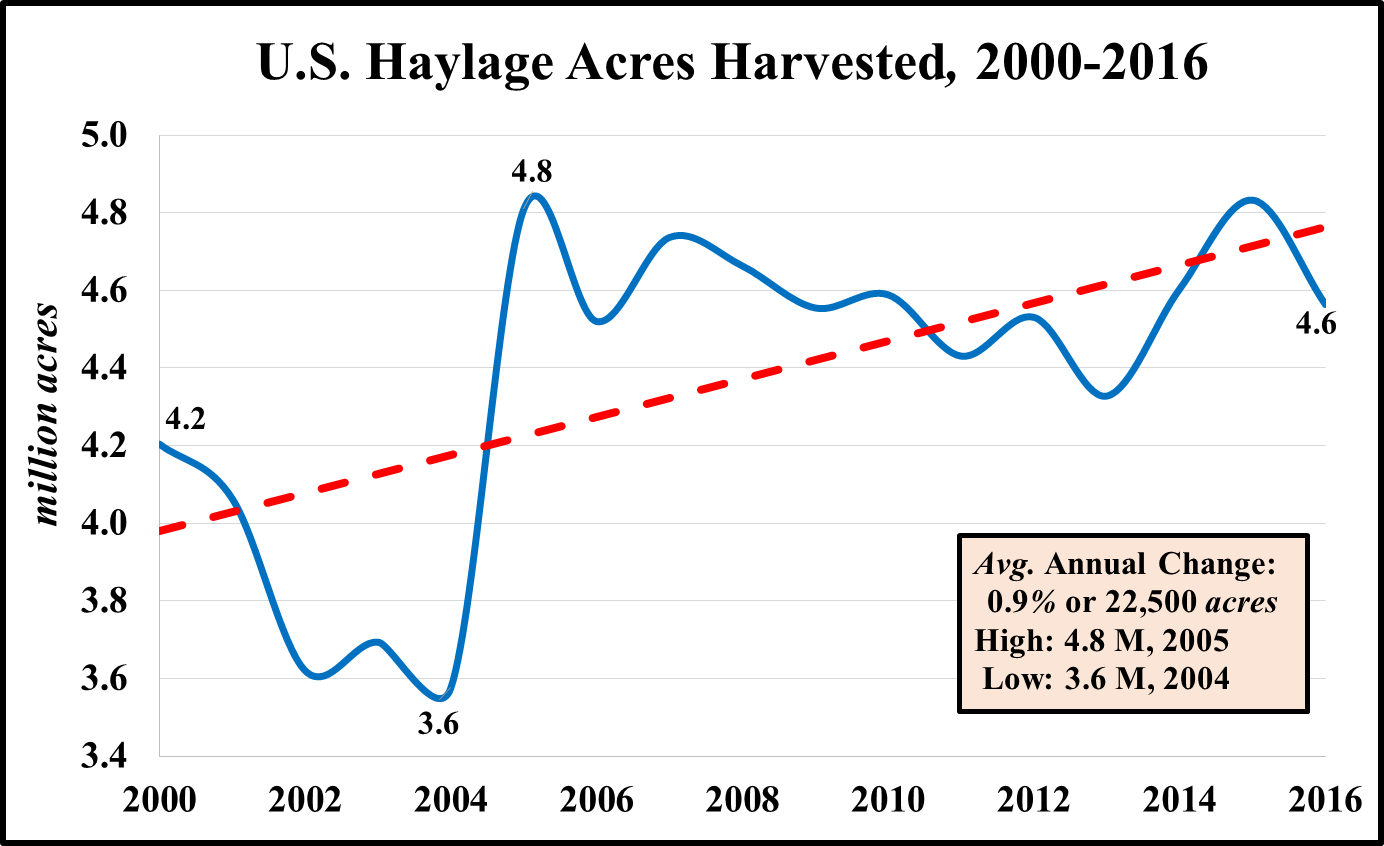 U.S. Haylage Acres Harvested, 2000-2016
million acres
5.0
4.8
4.6
4.4
4.2
4.0
3.8
3.6
3.4
4.2
3.6
4.8
4.6
Avg. Annual Change:
0.9% or 22,500 acres
High: 4.8 M, 2005
Low: 3.6 M, 2004
2000 2002 2004 2006 2008 2010 2012 2014 2016